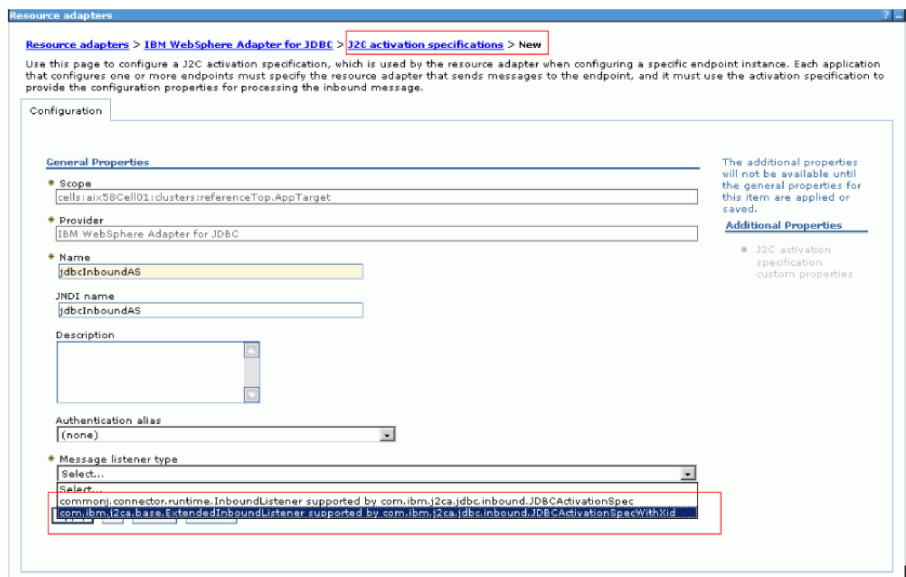 Resource adapters
? _
Resource adapters > IBM WebSphere Adapter for JDBC > J2C activation specifications > New
Use this page to configure a J2C activation specification, which is used by the resource adapter when configuring a specific endpoint instance. Each application
that configures one or more endpoints must specify the resource adapter that sends messages to the endpoint, and it must use the activation specification to
provide the configuration properties for processing the inbound message.
Configuration
General Properties
Scope
cells:aix58Cell01:clusters:referenceTop.AppTarget
Provider
IBM WebSphere Adapter for JDBC
Name
jdbcInboundAS
JNDI name
jdbcInboundAS
Description
Authentication alias
(none)
Message listener type
Select...
Select...
commonj.connector.runtime.InboundListener supported by com.ibm.j2ca.jdbc.inbound.JDBCActivationSpec
com.ibm.j2ca.base.ExtendedInboundListener supported by com.ibm.j2ca.jdbc.inbound.JDBCActivationSpecWithXid
The additional properties
will not be available until
the general properties for
this item are applied or
saved.
Additional Properties
J2C activation
specification
custom properties